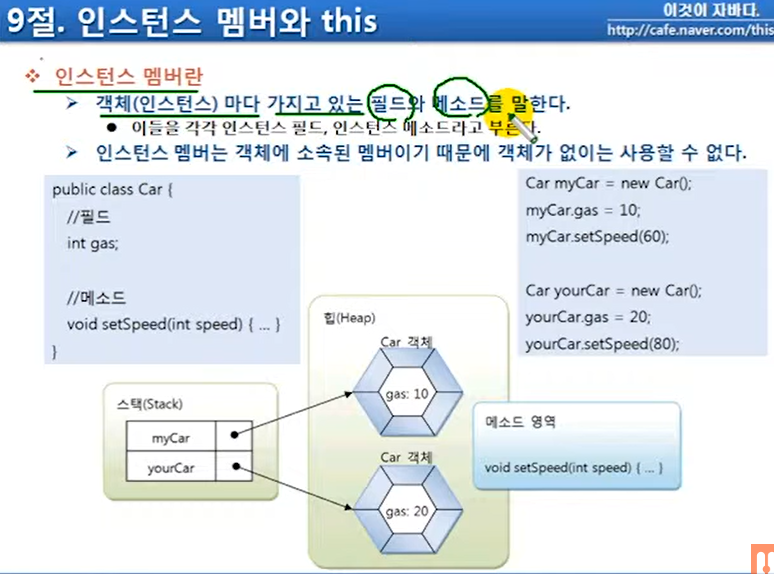 9절. 인스턴스 멤버와 this
이것이 자바다.
http://cafe.naver.com/this
인스턴스 멤버란
객체(인스턴스) 마다 가지고 있는 필드와 메소드를 말한다.
이들을 각각 인스턴스 필드, 인스턴스 메소드라고 부른다.
인스턴스 멤버는 객체에 소속된 멤버이기 때문에 객체가 없이는 사용할 수 없다.
public class Car {
//필드
int gas;
//메소드
void setSpeed(int speed) { ... }
}
Car myCar = new Car();
myCar.gas = 10;
myCar.setSpeed(60);
Car yourCar = new Car();
yourCar.gas = 20;
yourCar.setSpeed(80);
스택(Stack)
myCar
yourCar
힙(Heap)
Car 객체
gas: 10
Car 객체
gas: 20
메소드 영역
void setSpeed(int speed) { ... }